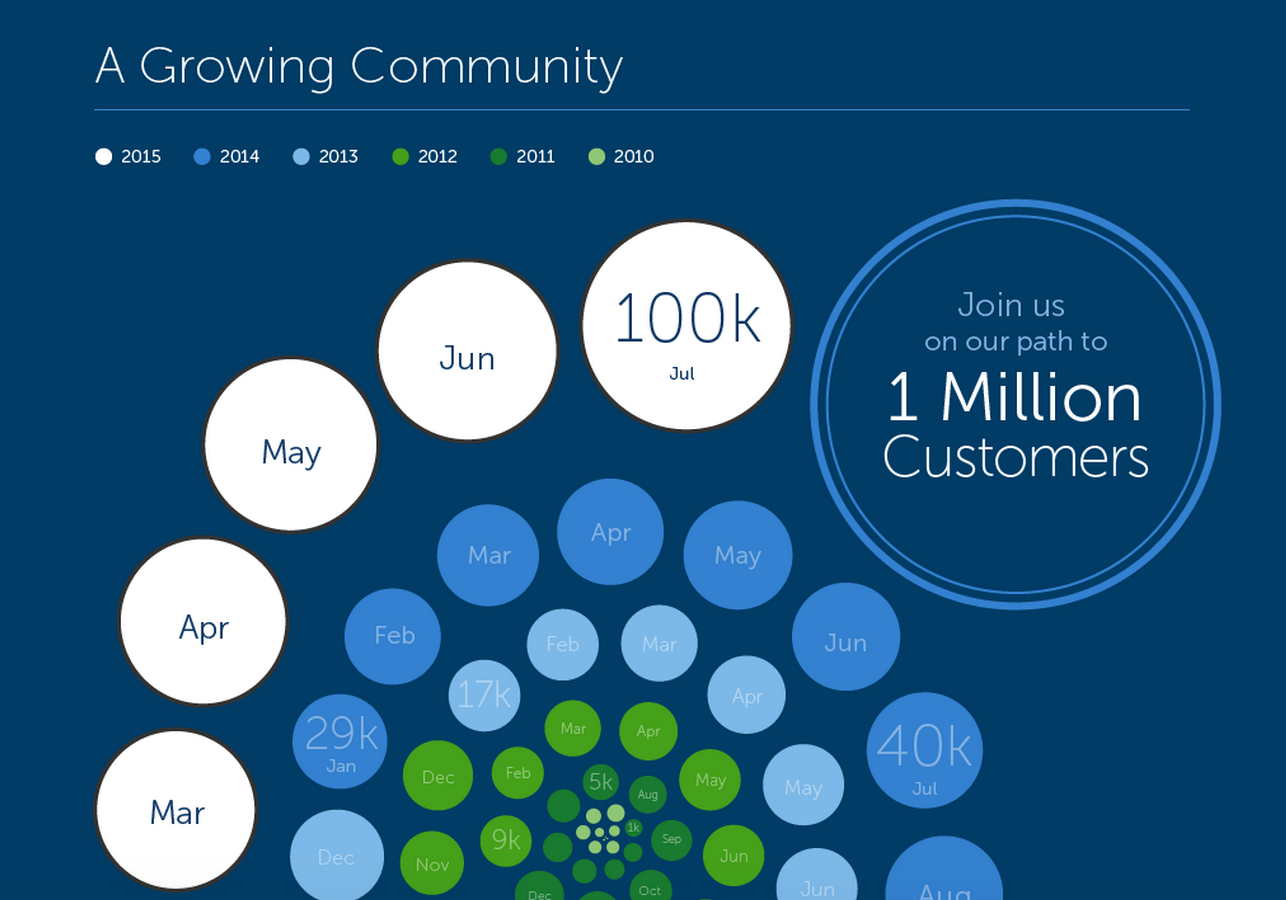 A Growing Community
2015 2014 2013 2012 2011 2010
Join us
on our path to
1 Million
Customers
100k
Jul
Jun
May
Apr
Mar
Mar
Apr
May
Feb
Jun
29k
Jan
40k
Jul
Aug
Feb
Mar
17k
Apr
May
Dec
Jun
Mar
Apr
Feb
May
Dec
9k
Jun
Nov
5k
Aug
1k
Sep
Oct
Dec